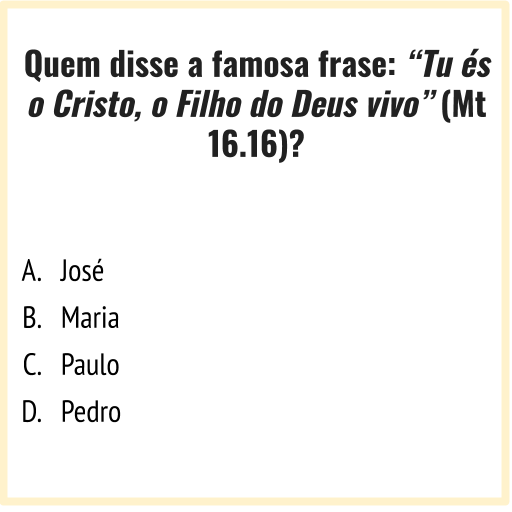 Quem disse a famosa frase: “Tu és
o Cristo, o Filho do Deus vivo” (Mt
16.16)?
A. José
B. Maria
C. Paulo
D. Pedro